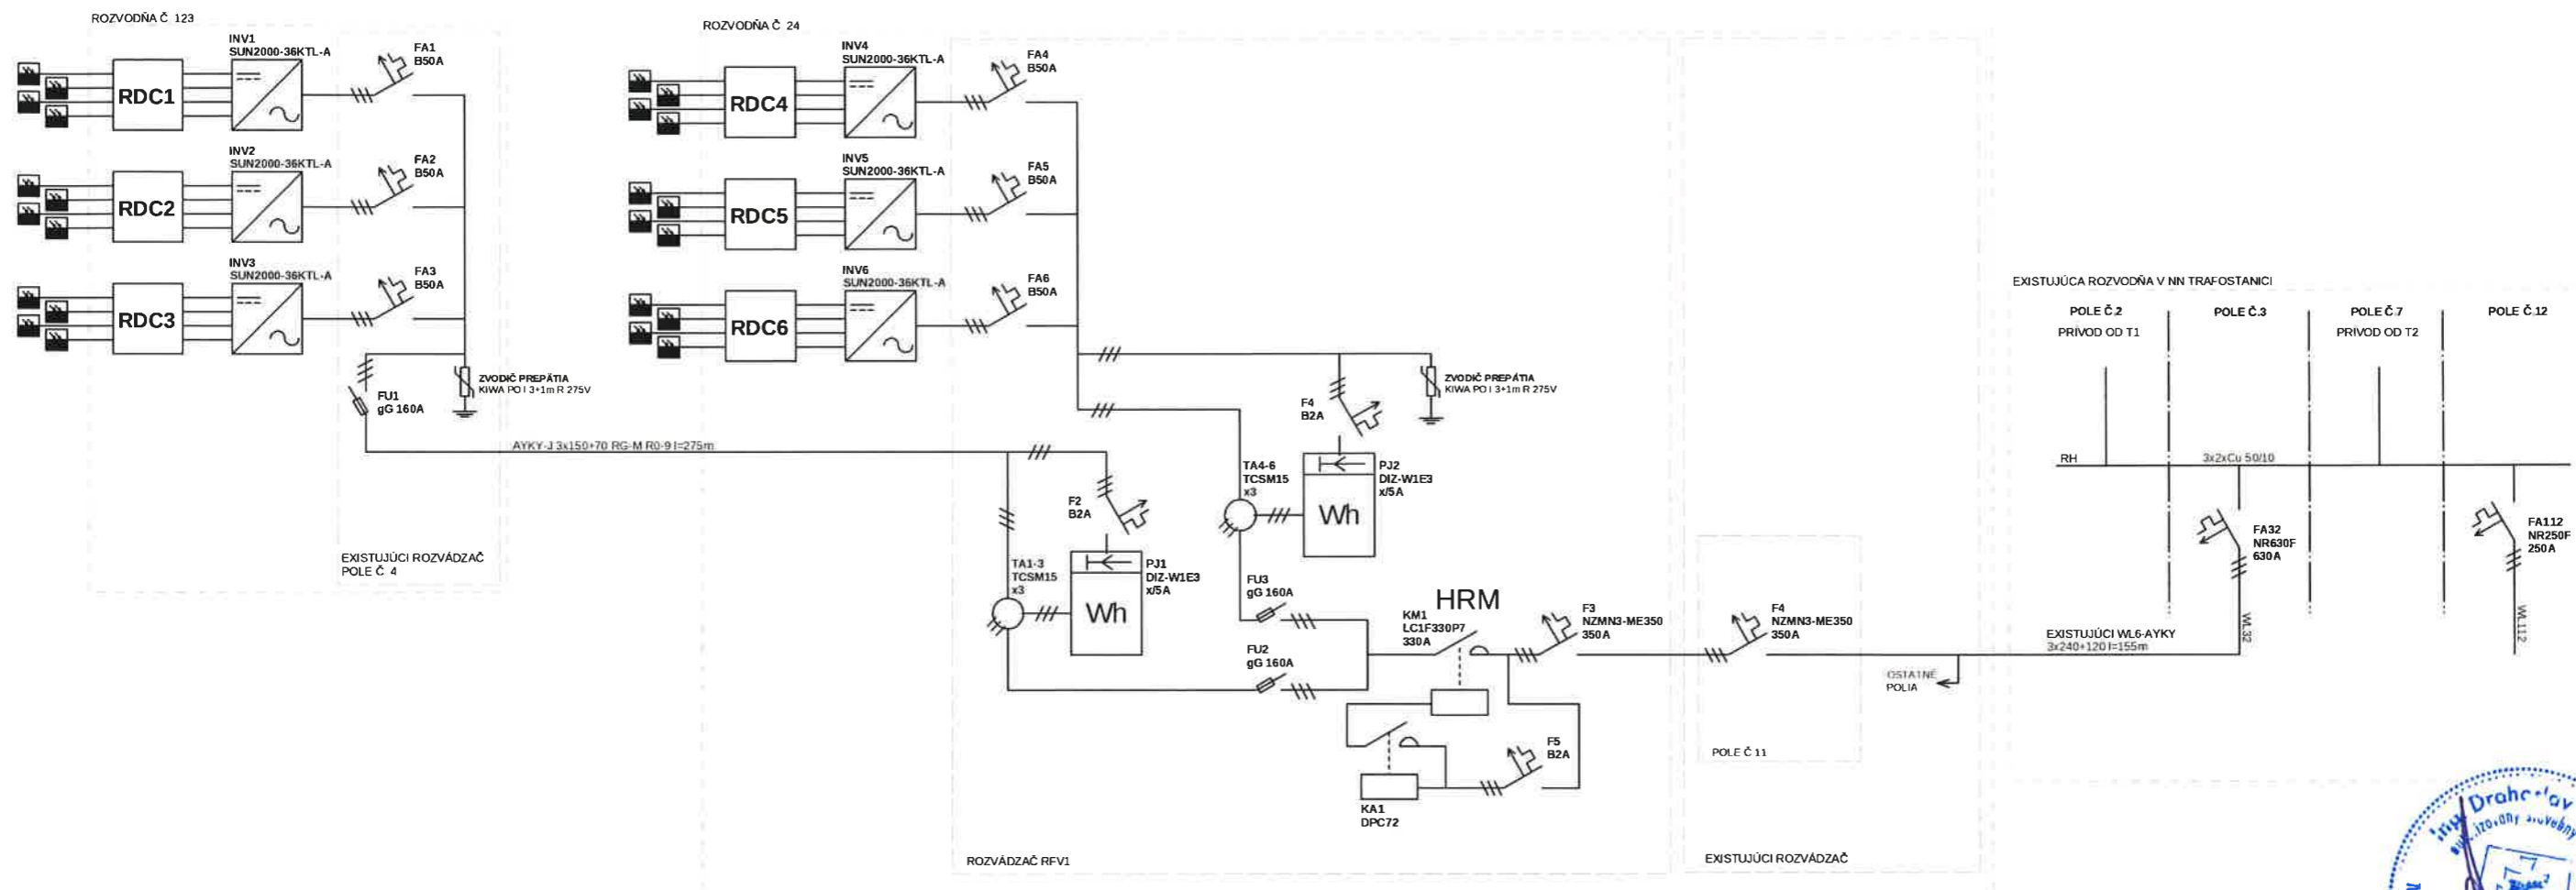 ROZVODŇA Č 123
INV1
SUN2000-36KTL-A
FA1
B50A
RDC1
INV2
SUN2000-36KTL-A
FA2
B50A
RDC2
INV3
SUN2000-36KTL-A
FA3
B50A
RDC3
FU1
gG 160A
ZVODIČ PREPÄTIA
KIWA PO I 3+1m R 275V
AYKY-J 3x150+70 RG-M R0-9 l=275m
EXISTUJÚCI ROZVÁDZAČ
POLE Č 4
ROZVODŇA Č 24
INV4
SUN2000-36KTL-A
FA4
B50A
RDC4
INV5
SUN2000-36KTL-A
FA5
B50A
RDC5
INV6
SUN2000-36KTL-A
FA6
B50A
RDC6
F4
B2A
ZVODIČ PREPÄTIA
KIWA PO I 3+1m R 275V
F2
B2A
TA4-6
TCSM15
x3
PJ2
DIZ-W1E3
x/5A
Wh
TA1-3
TCSM15
x3
PJ1
DIZ-W1E3
x/5A
Wh
FU3
gG 160A
FU2
gG 160A
HRM
KM1
LC1F330P7
330A
F3
NZMN3-ME350
350A
F5
B2A
KA1
DPC72
ROZVÁDZAČ RFV1
F4
NZMN3-ME350
350A
POLE Č 11
OSTATNÉ
POLIA
EXISTUJÚCI ROZVÁDZAČ
EXISTUJÚCA ROZVODŇA V NN TRAFOSTANICI
POLE Č.2
PRÍVOD OD T1
POLE Č.3
POLE Č.7
PRÍVOD OD T2
POLE Č.12
RH
3x2xCu 50/10
FA32
NR630F
630A
FA112
NR250F
250A
WL32
WL112
EXISTUJÚCI WL6-AYKY
3x240+120 l=155m